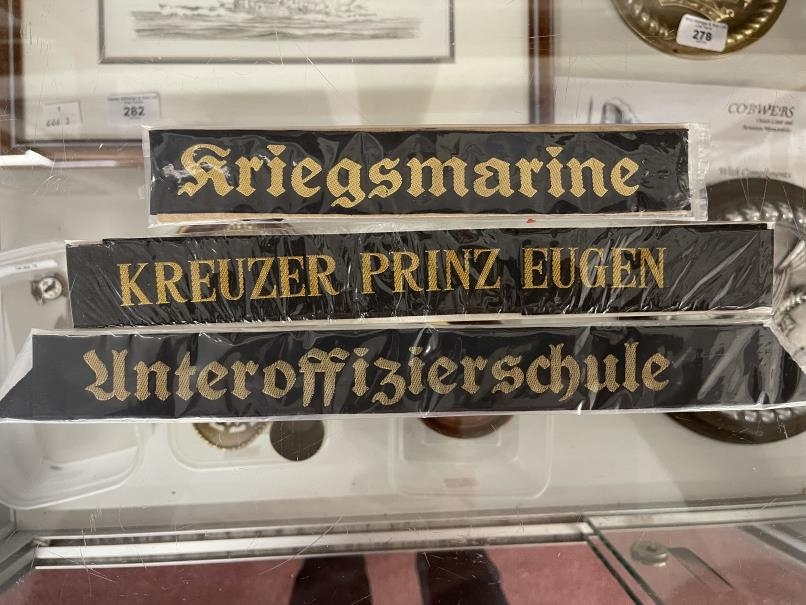 278
282
COBWEBS
Kriegsmarine
KREUZER PRINZ EUGEN
Unteroffizierschule